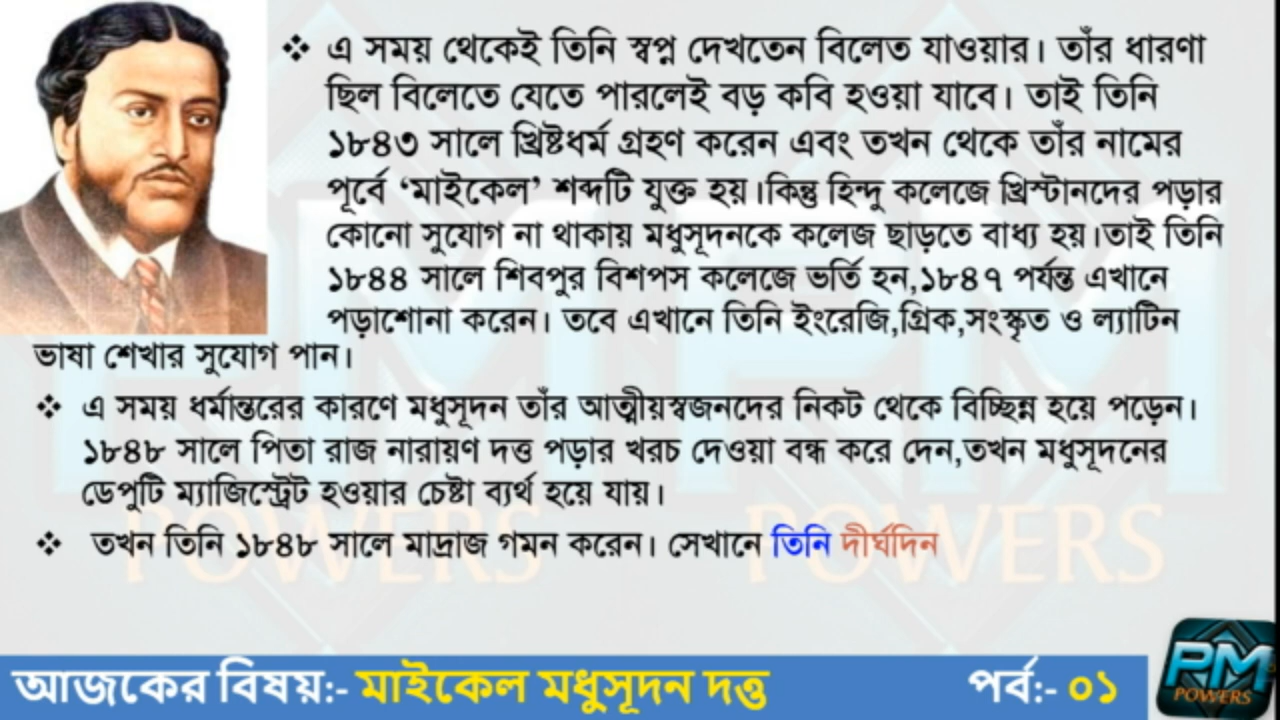 ❖ এ সময় থেকেই তিনি স্বপ্ন দেখতেন বিলেত যাওয়ার। তাঁর ধারণা
ছিল বিলেতে যেতে পারলেই বড় কবি হওয়া যাবে। তাই তিনি
১৮৪৩ সালে খ্রিষ্টধর্ম গ্রহণ করেন এবং তখন থেকে তাঁর নামের
পূর্বে ‘মাইকেল’ শব্দটি যুক্ত হয়।কিন্তু হিন্দু কলেজে খ্রিস্টানদের পড়ার
কোনো সুযোগ না থাকায় মধুসূদনকে কলেজ ছাড়তে বাধ্য হয়।তাই তিনি
১৮৪৪ সালে শিবপুর বিশপস কলেজে ভর্তি হন,১৮৪৭ পর্যন্ত এখানে
পড়াশোনা করেন। তবে এখানে তিনি ইংরেজি,গ্রিক,সংস্কৃত ও ল্যাটিন
ভাষা শেখার সুযোগ পান।
❖ এ সময় ধর্মান্তরের কারণে মধুসূদন তাঁর আত্মীয়স্বজনদের নিকট থেকে বিচ্ছিন্ন হয়ে পড়েন।
১৮৪৮ সালে পিতা রাজ নারায়ণ দত্ত পড়ার খরচ দেওয়া বন্ধ করে দেন,তখন মধুসূদনের
ডেপুটি ম্যাজিস্ট্রেট হওয়ার চেষ্টা ব্যর্থ হয়ে যায়।
❖ তখন তিনি ১৮৪৮ সালে মাদ্রাজ গমন করেন। সেখানে তিনি দীর্ঘদিন
PM PM
POWERS POWERS
আজকের বিষয়:- মাইকেল মধুসূদন দত্ত পর্ব:- ০১
PM
POWERS